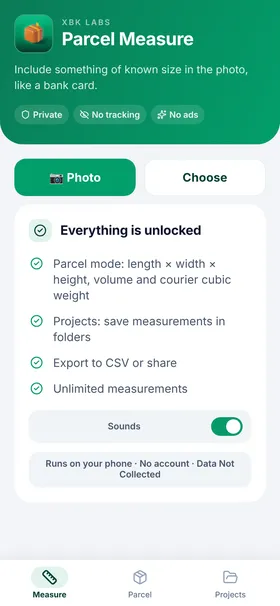 XBK LABS
Parcel Measure
Include something of known size in the photo,
like a bank card.
Private
No tracking
No ads
📷 Photo
Choose
Everything is unlocked
Parcel mode: length × width ×
height, volume and courier cubic
weight
Projects: save measurements in
folders
Export to CSV or share
Unlimited measurements
Sounds
Runs on your phone · No account · Data Not
Collected
Measure
Parcel
Projects